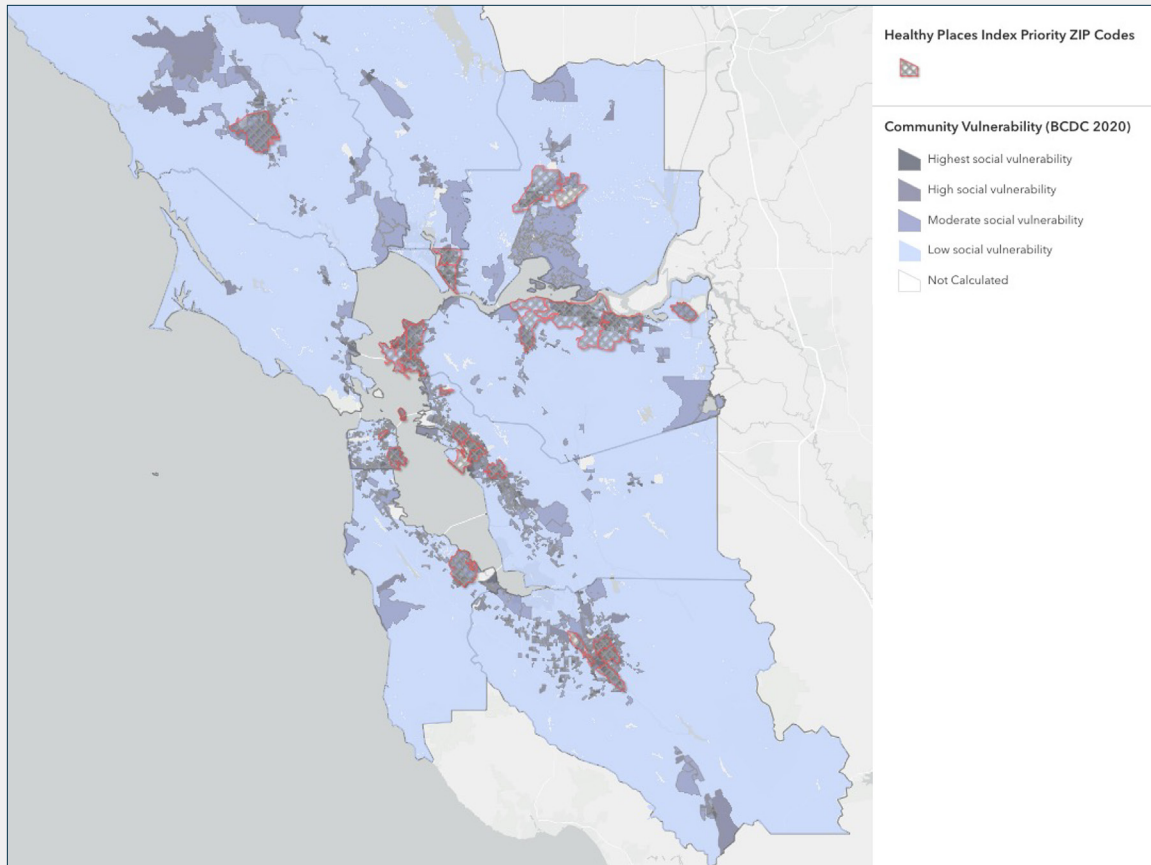 Healthy Places Index Priority ZIP Codes
Community Vulnerability (BCDC 2020)
Highest social vulnerability
High social vulnerability
Moderate social vulnerability
Low social vulnerability
Not Calculated